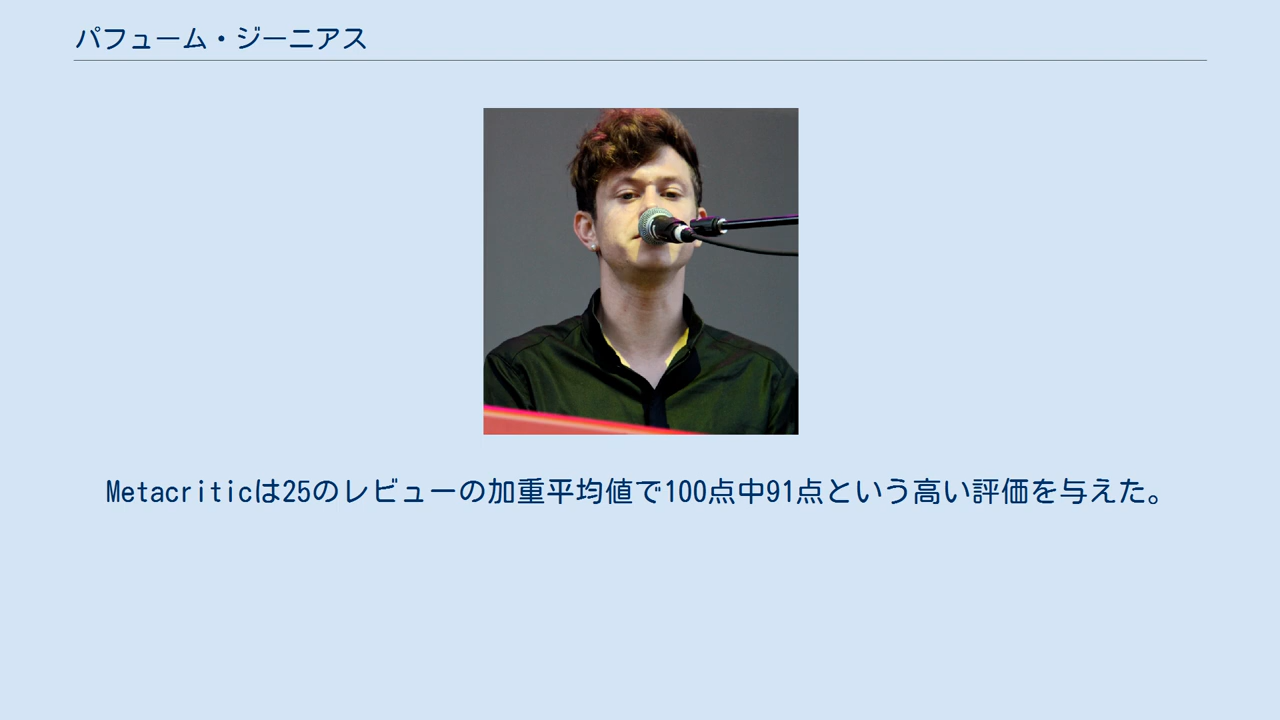 パフューム・ジーニアス
Metacriticは25のレビューの加重平均値で100点中91点という高い評価を与えた。